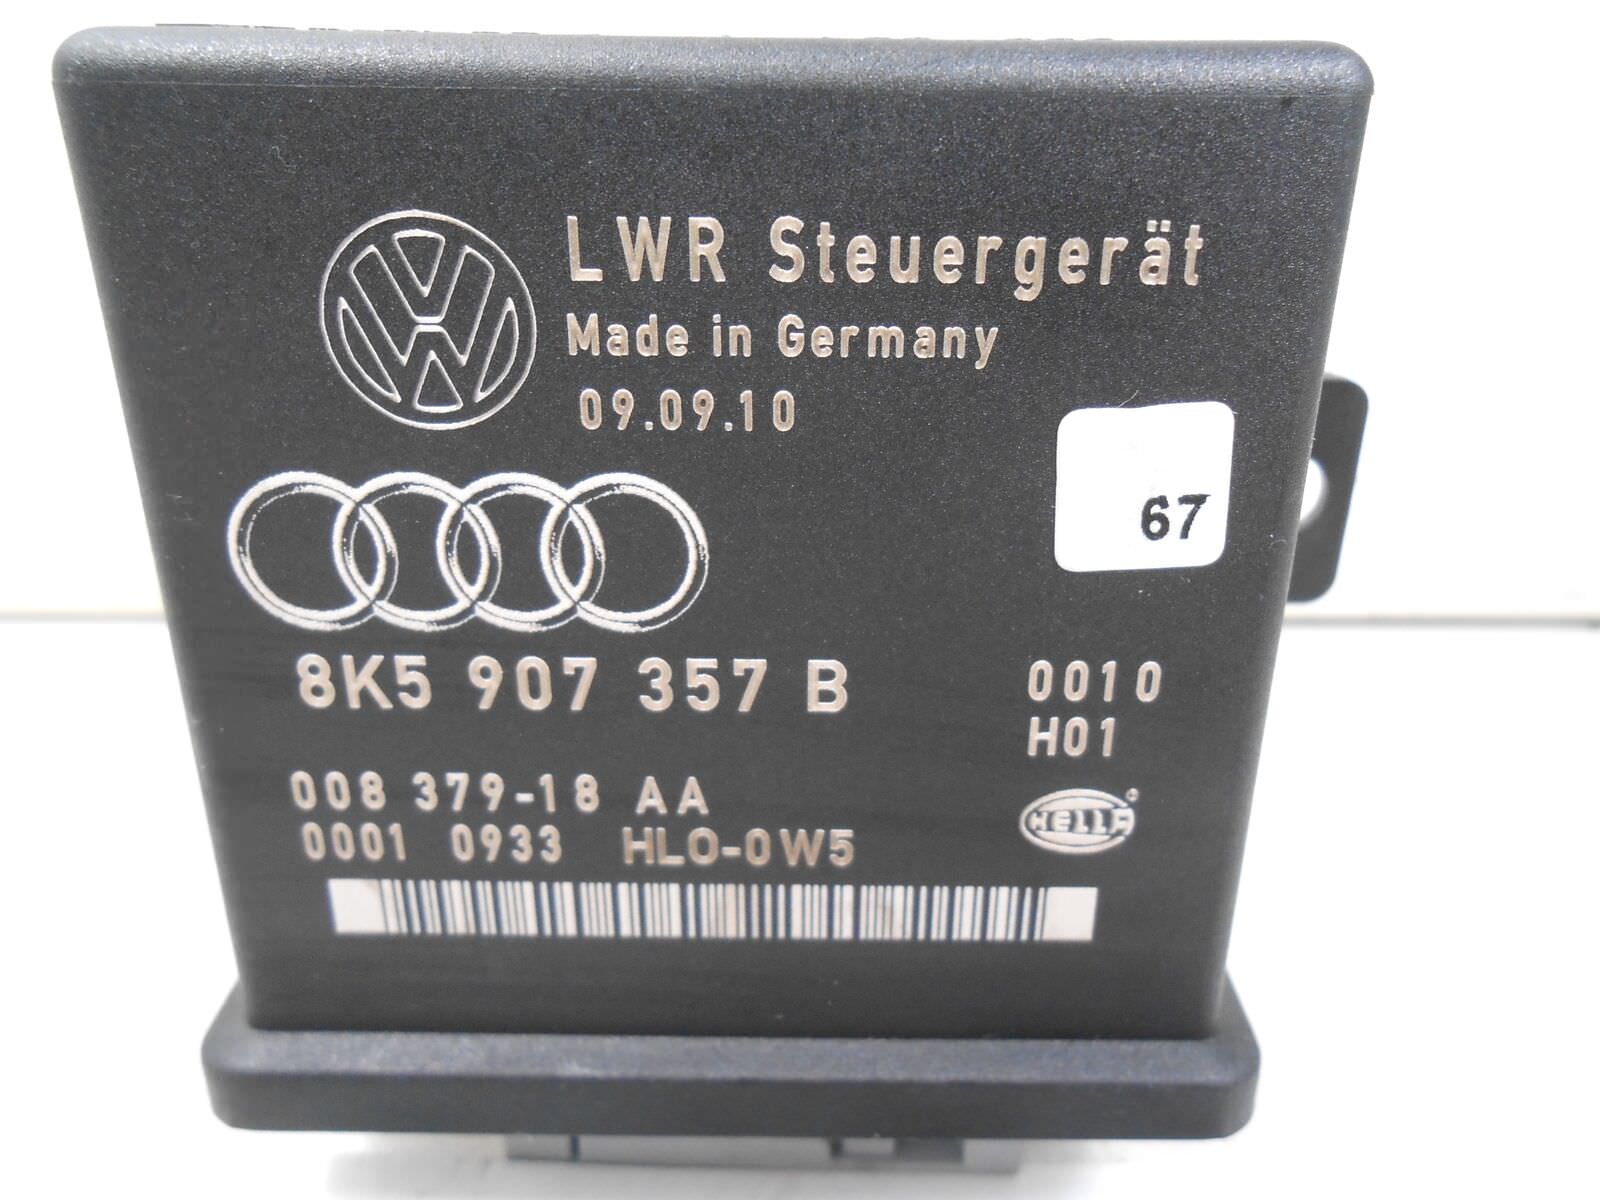 LWR Steuergerät
Made in Germany
09.09.10
67
8K5 907 357 B
0010
H01
008 379-18 AA
0001 0933 HLO-0W5
HELLA